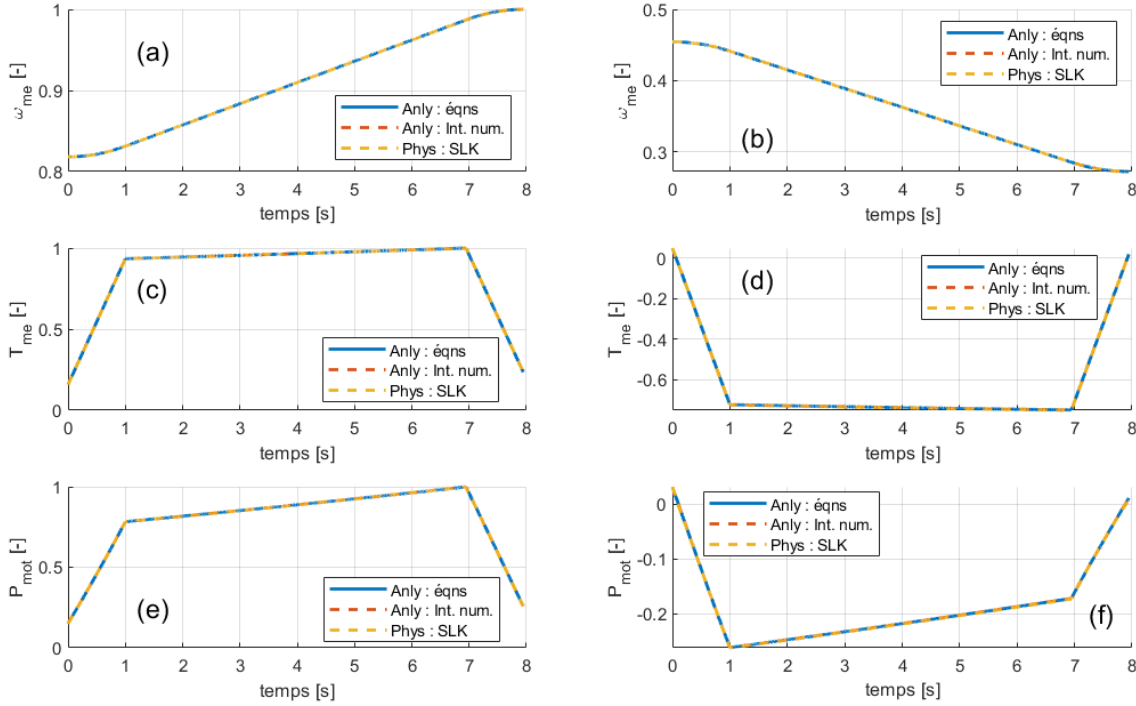 1
0.9
0.8
ω_me [-]
(a)
Anly : éqns
Anly : Int. num.
Phys : SLK
0 1 2 3 4 5 6 7 8
temps [s]
0.5
0.4
0.3
ω_me [-]
(b)
Anly : éqns
Anly : Int. num.
Phys : SLK
0 1 2 3 4 5 6 7 8
temps [s]
1
0.5
0
T_me [-]
(c)
Anly : éqns
Anly : Int. num.
Phys : SLK
0 1 2 3 4 5 6 7 8
temps [s]
0
-0.2
-0.4
-0.6
T_me [-]
(d)
Anly : éqns
Anly : Int. num.
Phys : SLK
0 1 2 3 4 5 6 7 8
temps [s]
1
0.5
0
P_mot [-]
(e)
Anly : éqns
Anly : Int. num.
Phys : SLK
0 1 2 3 4 5 6 7 8
temps [s]
0
-0.1
-0.2
P_mot [-]
(f)
Anly : éqns
Anly : Int. num.
Phys : SLK
0 1 2 3 4 5 6 7 8
temps [s]